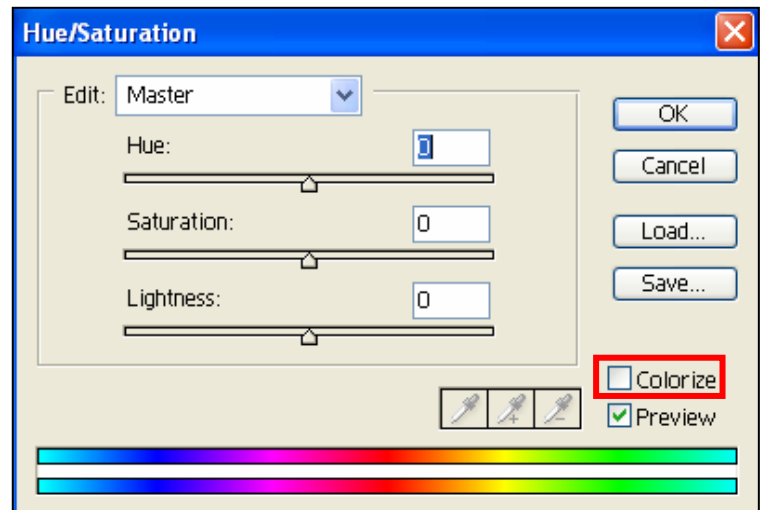 Hue/Saturation
Edit: Master
OK
Hue: 0
Cancel
Saturation: 0
Load...
Lightness: 0
Save...
Colorize
Preview